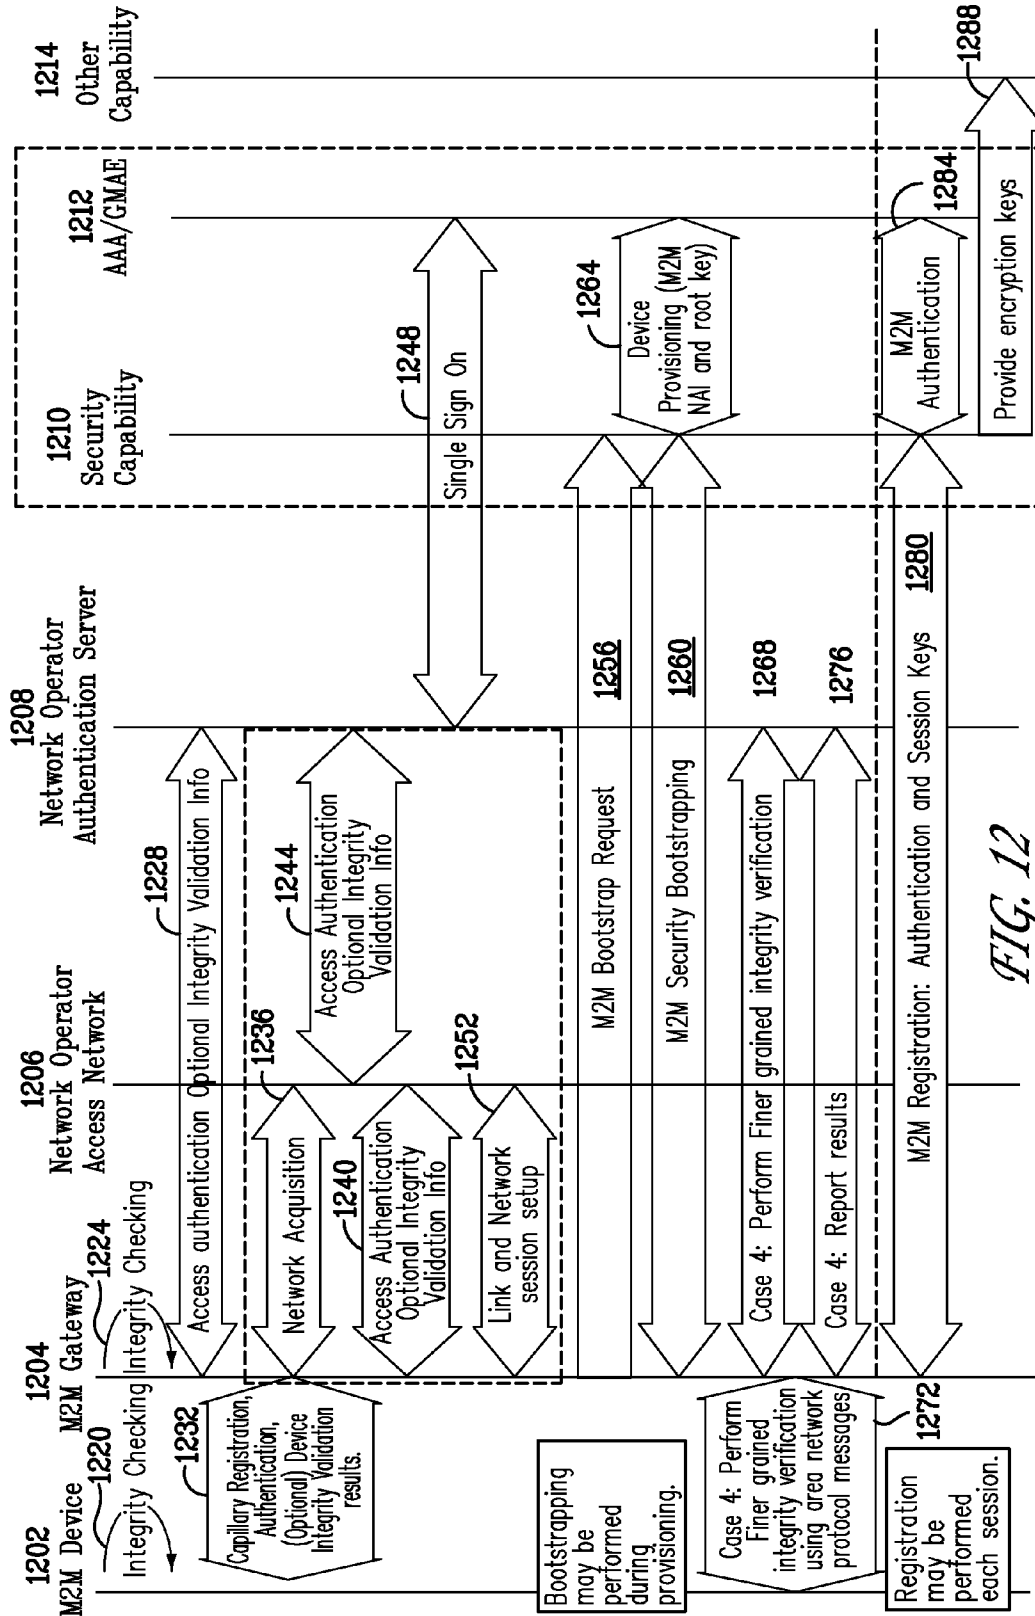 1202
M2M Device
1204
M2M Gateway
1206
Network Operator
Access Network
1208
Network Operator
Authentication Server
1210
Security
Capability
1212
AAA/GMAE
1214
Other
Capability
1220
Integrity Checking
1224
Integrity Checking
1228
Access authentication Optional Integrity Validation Info
1232
Capillary Registration,
Authentication,
(Optional) Device
Integrity Validation
results.
1236
Network Acquisition
1244
Access Authentication
Optional Integrity
Validation Info
1240
Access Authentication
Optional Integrity
Validation Info
1248
Single Sign On
1252
Link and Network
session setup
Bootstrapping
may be
performed
during
provisioning.
M2M Bootstrap Request
1256
M2M Security Bootstrapping
1260
1264
Device
Provisioning (M2M
NAI and root key)
Case 4: Perform Finer grained integrity verification
1268
Case 4: Perform
Finer grained
integrity verification
using area network
protocol messages
1272
Case 4: Report results
1276
Registration
may be
performed
each session.
M2M Registration: Authentication and Session Keys
1280
M2M
Authentication
1284
Provide encryption keys
1288
FIG. 12